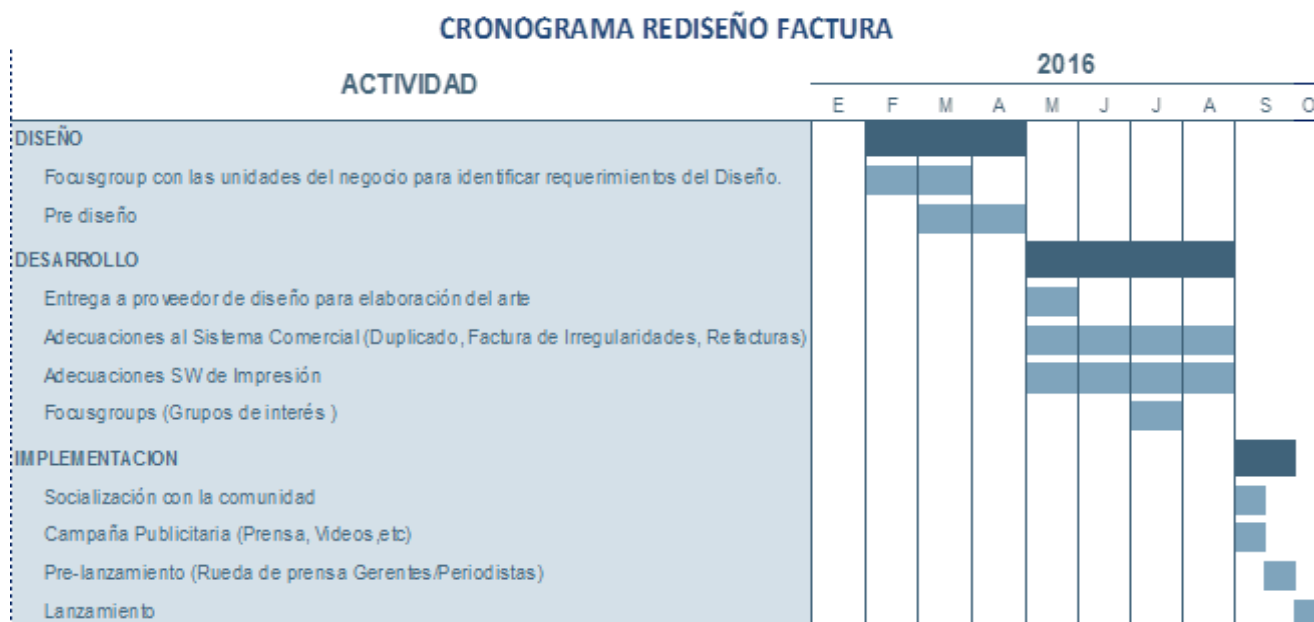 CRONOGRAMA REDISEÑO FACTURA
ACTIVIDAD
2016
E F M A M J J A S O
DISEÑO
Focusgroup con las unidades del negocio para identificar requerimientos del Diseño.
Pre diseño
DESARROLLO
Entrega a proveedor de diseño para elaboración del arte
Adecuaciones al Sistema Comercial (Duplicado, Factura de Irregularidades, Refacturas)
Adecuaciones SW de Impresión
Focusgroups (Grupos de interés )
IMPLEMENTACION
Socialización con la comunidad
Campaña Publicitaria (Prensa, Videos,etc)
Pre-lanzamiento (Rueda de prensa Gerentes/Periodistas)
Lanzamiento